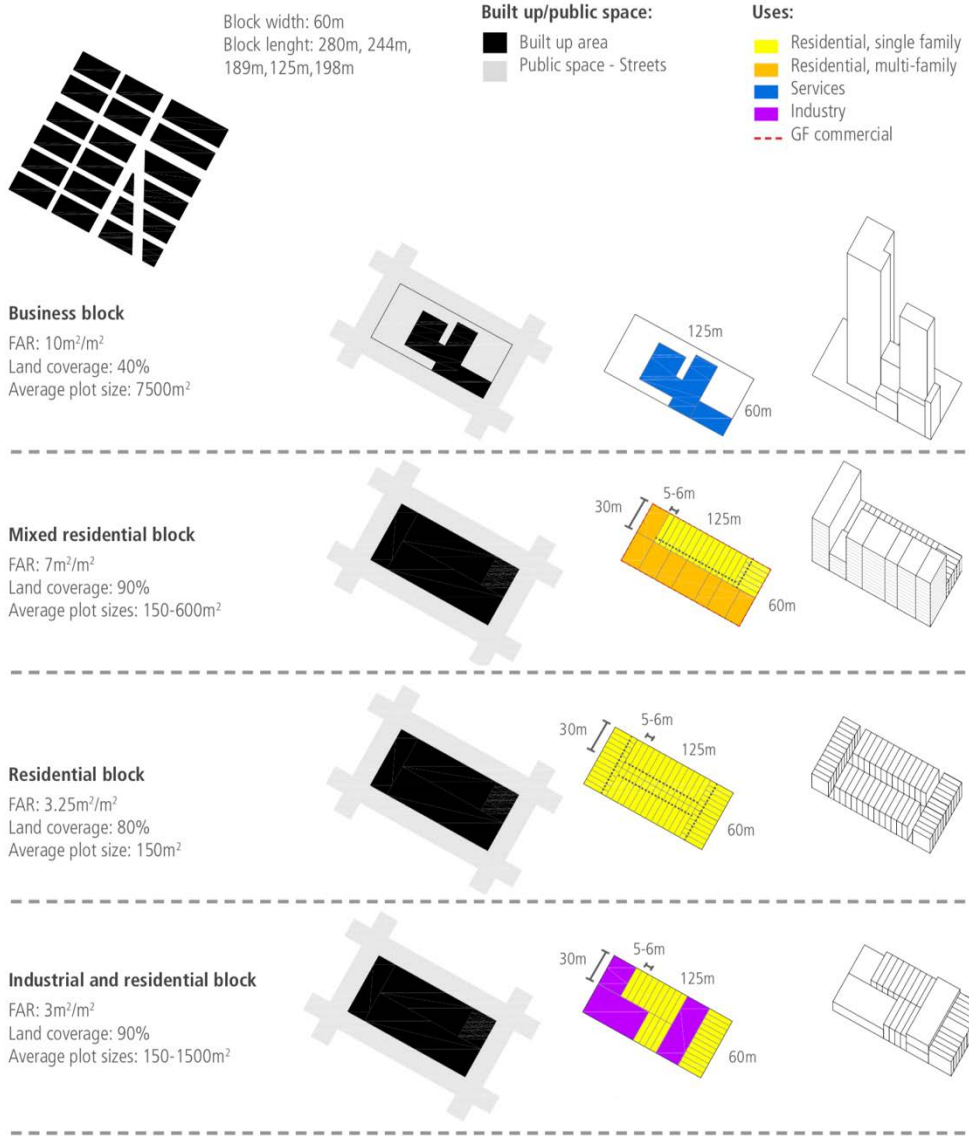 Block width: 60m
Block lenght: 280m, 244m,
189m,125m,198m
Built up/public space:
Built up area
Public space - Streets
Uses:
Residential, single family
Residential, multi-family
Services
Industry
GF commercial
Business block
FAR: 10m²/m²
Land coverage: 40%
Average plot size: 7500m²
125m
60m
Mixed residential block
FAR: 7m²/m²
Land coverage: 90%
Average plot sizes: 150-600m²
30m
5-6m
125m
60m
Residential block
FAR: 3.25m²/m²
Land coverage: 80%
Average plot size: 150m²
30m
5-6m
125m
60m
Industrial and residential block
FAR: 3m²/m²
Land coverage: 90%
Average plot sizes: 150-1500m²
30m
5-6m
125m
60m